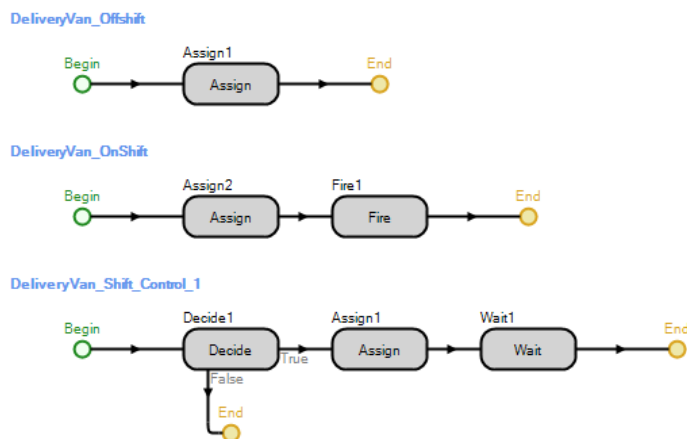 DeliveryVan_Offshift
Assign1
Begin
End
Assign
DeliveryVan_OnShift
Assign2
Fire1
Begin
End
Assign
Fire
DeliveryVan_Shift_Control_1
Decide1
Assign1
Wait1
Begin
End
Decide
Assign
Wait
True
False
End